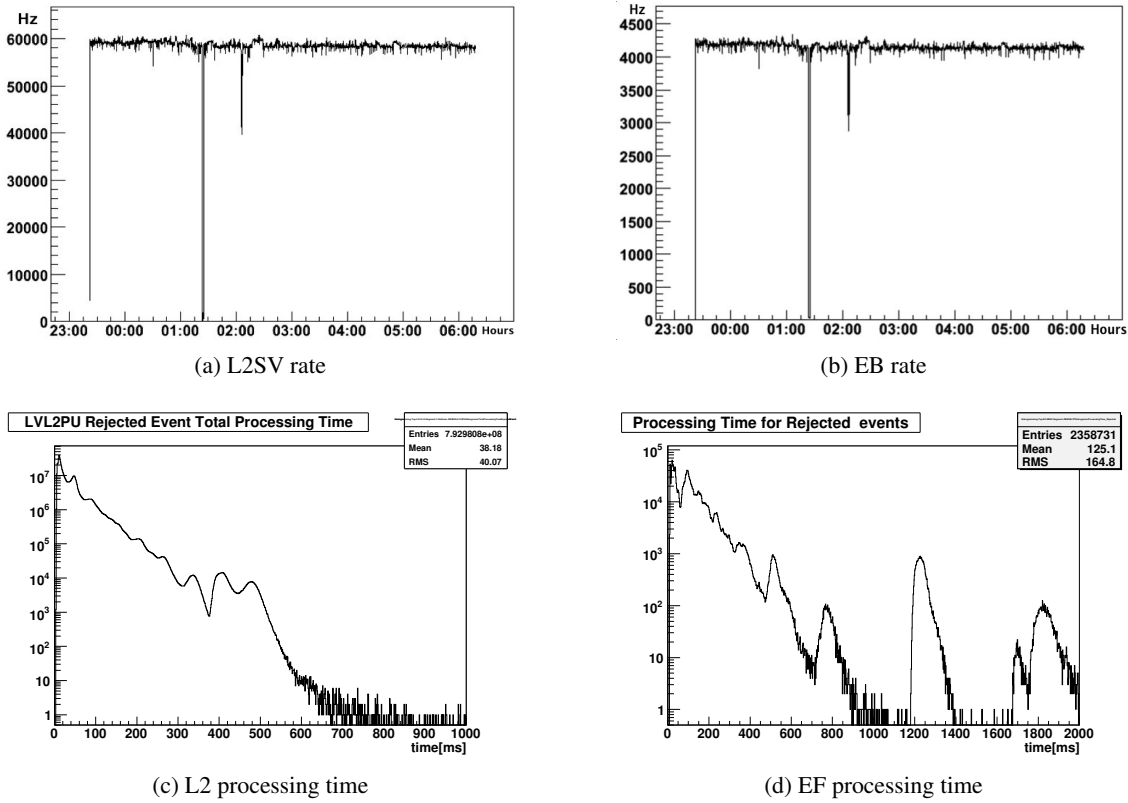 Hz
60000
50000
40000
30000
20000
10000
0
23:00 00:00 01:00 02:00 03:00 04:00 05:00 06:00 Hours
(a) L2SV rate
Hz
4500
4000
3500
3000
2500
2000
1500
1000
500
0
23:00 00:00 01:00 02:00 03:00 04:00 05:00 06:00 Hours
(b) EB rate
LVL2PU Rejected Event Total Processing Time
Entries 7.929808e+08
Mean 38.18
RMS 40.07
10^7
10^6
10^5
10^4
10^3
10^2
10
1
0 100 200 300 400 500 600 700 800 900 1000
time[ms]
(c) L2 processing time
Processing Time for Rejected events
Entries 2358731
Mean 125.1
RMS 164.8
10^5
10^4
10^3
10^2
10
1
0 200 400 600 800 1000 1200 1400 1600 1800 2000
time[ms]
(d) EF processing time